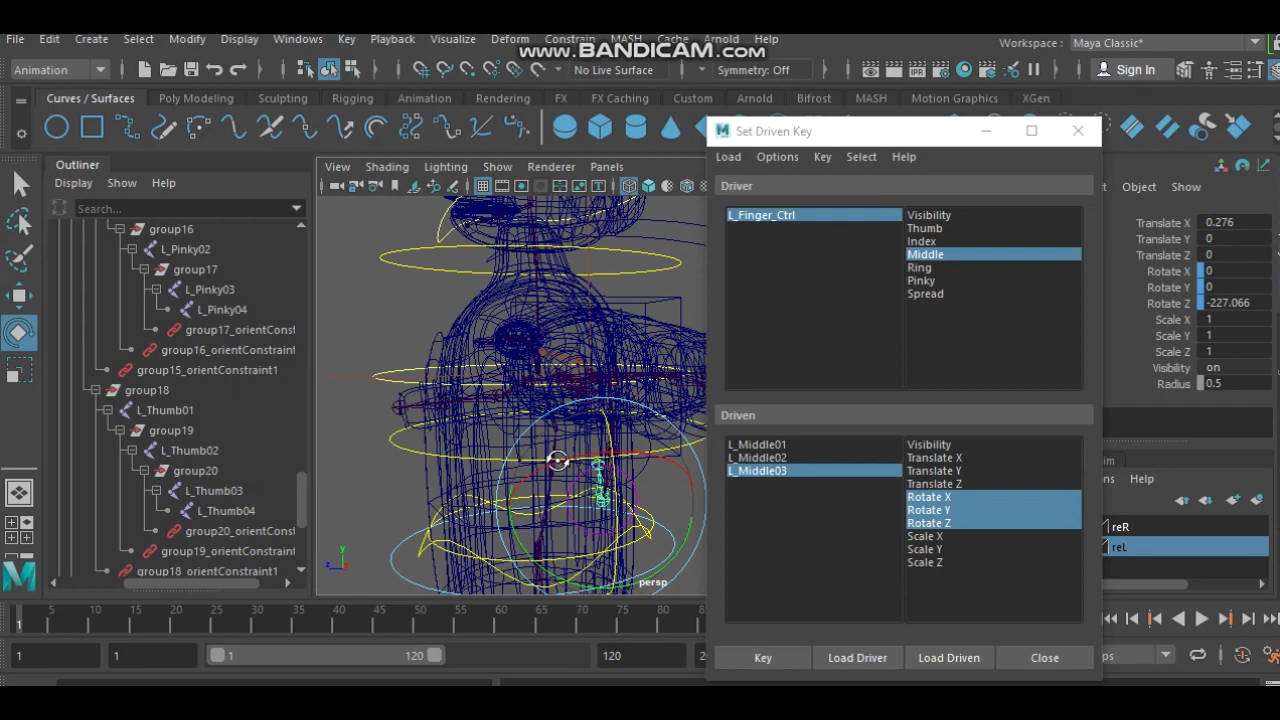 File Edit Create Select Modify Display Windows Key Playback Visualize Deform Constrain MASH Cache Arnold Help
www.BANDICAM.com
Workspace : Maya Classic*
Animation No Live Surface Symmetry: Off Sign In
Curves / Surfaces Poly Modeling Sculpting Rigging Animation Rendering FX FX Caching Custom Arnold Bifrost MASH Motion Graphics XGen
Set Driven Key
Load Options Key Select Help
Driver
L_Finger_Ctrl
Visibility
Thumb
Index
Middle
Ring
Pinky
Spread
Driven
L_Middle01
L_Middle02
L_Middle03
Visibility
Translate X
Translate Y
Translate Z
Rotate X
Rotate Y
Rotate Z
Scale X
Scale Y
Scale Z
Key Load Driver Load Driven Close
Outliner
Display Show Help
Search...
group16
L_Pinky02
group17
L_Pinky03
L_Pinky04
group17_orientConst
group16_orientConstraint
group15_orientConstraint1
group18
L_Thumb01
group19
L_Thumb02
group20
L_Thumb03
L_Thumb04
group20_orientConst
group19_orientConstraint
group18_orientConstraint1
View Shading Lighting Show Renderer Panels
persp
Object Show
Translate X 0.276
Translate Y 0
Translate Z 0
Rotate X 0
Rotate Y 0
Rotate Z -227.066
Scale X 1
Scale Y 1
Scale Z 1
Visibility on
Radius 0.5
Help
reR
reL
5 10 15 20 25 30 35 40 45 50 55 60 65 70 75 80
1
1 1 1 120 120